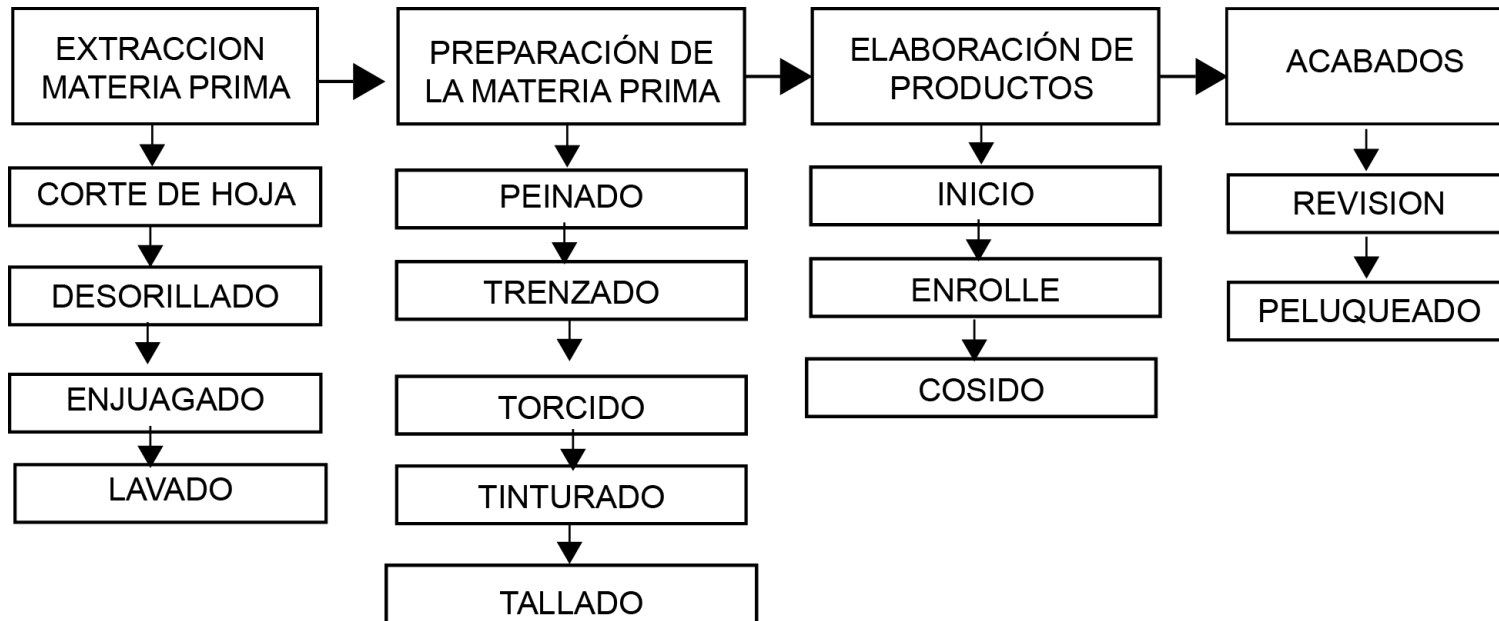 EXTRACCION
MATERIA PRIMA
CORTE DE HOJA
DESORILLADO
ENJUAGADO
LAVADO
PREPARACIÓN DE
LA MATERIA PRIMA
PEINADO
TRENZADO
TORCIDO
TINTURADO
TALLADO
ELABORACIÓN DE
PRODUCTOS
INICIO
ENROLLE
COSIDO
ACABADOS
REVISION
PELUQUEADO